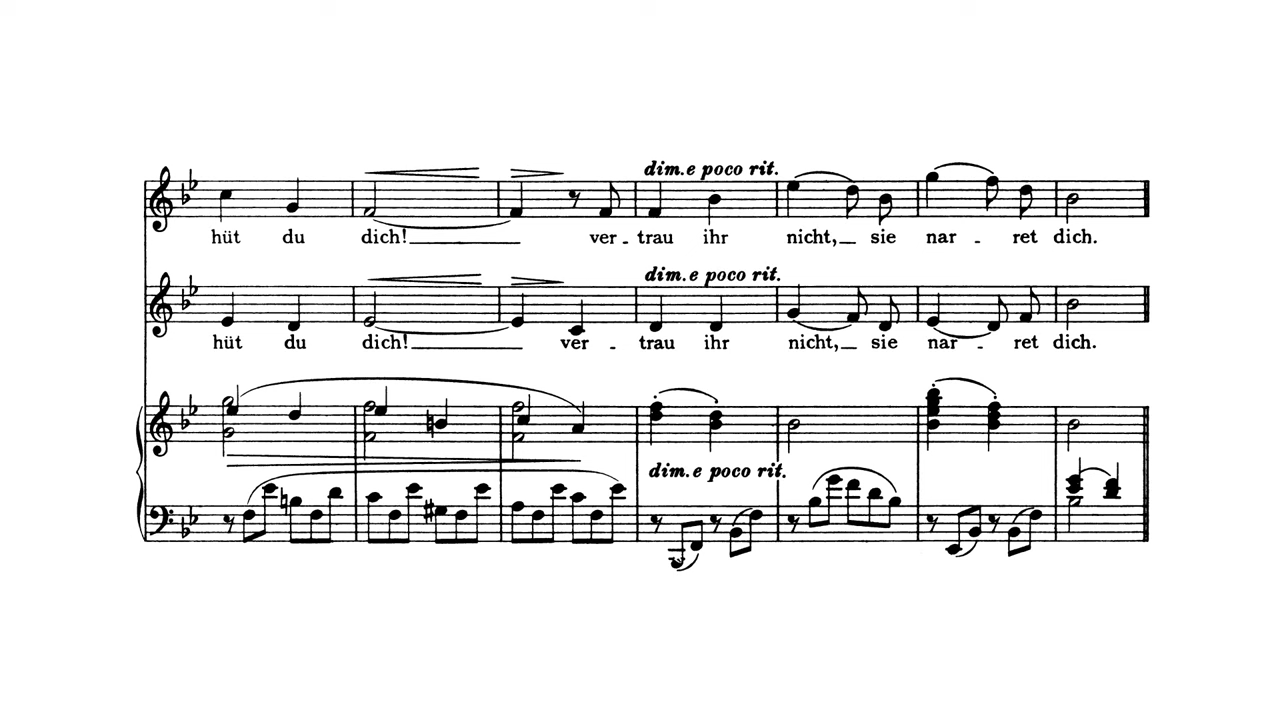 dim. e poco rit.
hüt du dich! ver - trau ihr nicht, sie nar - ret dich.
dim. e poco rit.
hüt du dich! ver - trau ihr nicht, sie nar - ret dich.
dim. e poco rit.